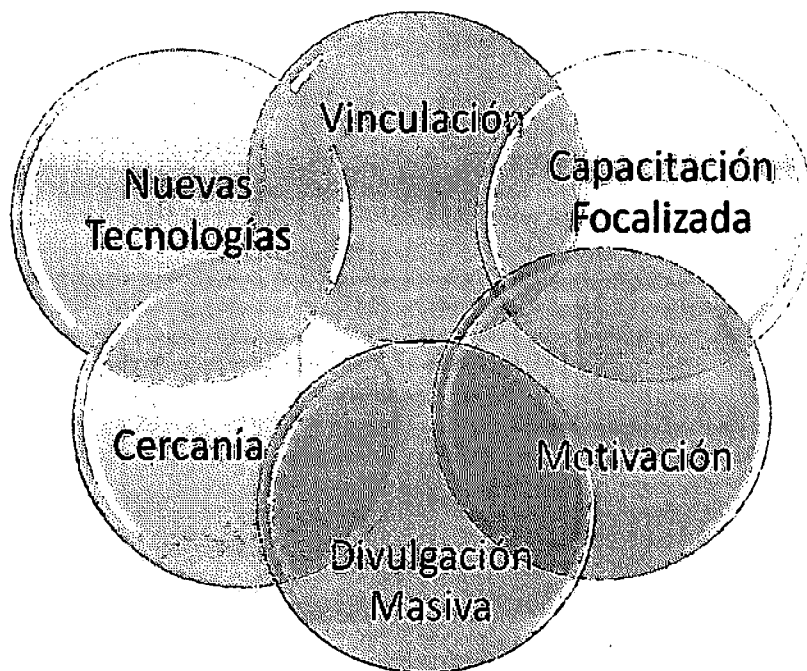 Vinculación
Capacitación
Focalizada
Nuevas
Tecnologías
Cercanía
Motivación
Divulgación
Masiva